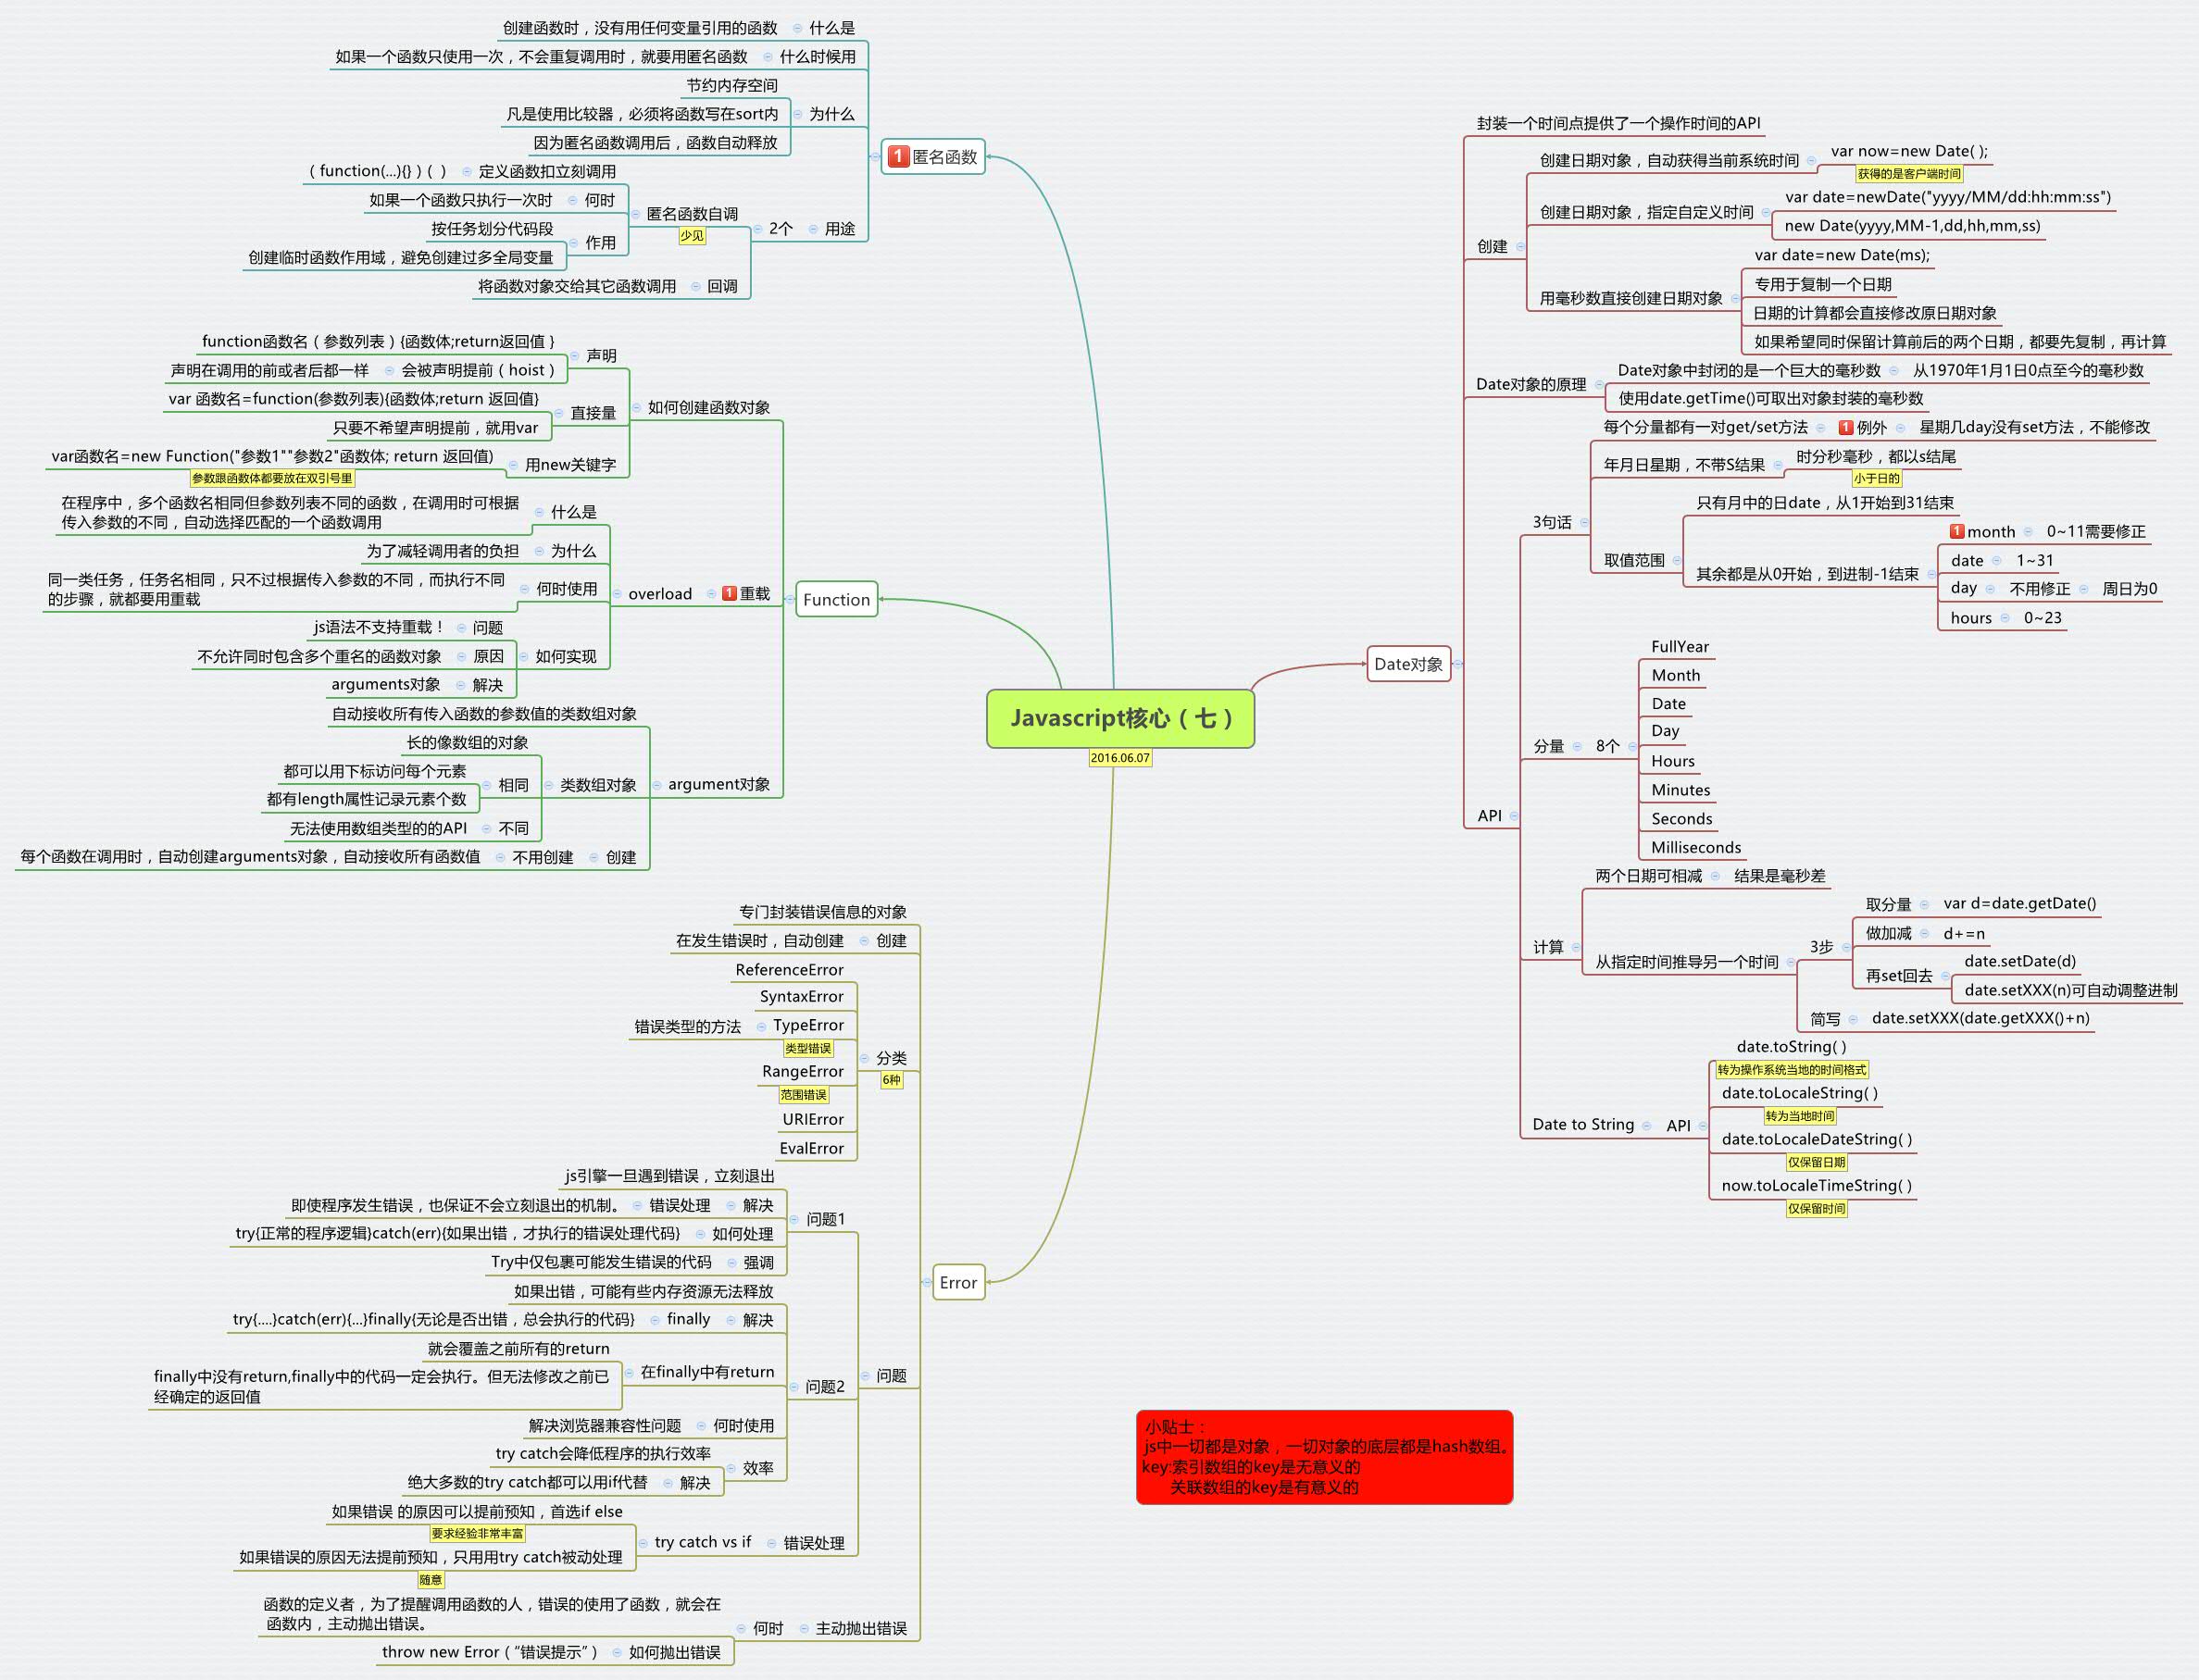 创建函数时，没有用任何变量引用的函数
什么是
如果一个函数只使用一次，不会重复调用时，就要用匿名函数
什么时候用
节约内存空间
凡是使用比较器，必须将函数写在sort内
为什么
因为匿名函数调用后，函数自动释放
1 匿名函数
( function(...){} ) ( )
定义函数扣立刻调用
如果一个函数只执行一次时
何时
匿名函数自调
少见
按任务划分代码段
作用
创建临时函数作用域，避免创建过多全局变量
2个
用途
将函数对象交给其它函数调用
回调
function函数名（参数列表）{函数体;return返回值 }
声明
声明在调用的前或者后都一样
会被声明提前（hoist）
var 函数名=function(参数列表){函数体;return 返回值}
直接量
只要不希望声明提前，就用var
如何创建函数对象
var函数名=new Function("参数1""参数2"函数体; return 返回值)
参数跟函数体都要放在双引号里
用new关键字
在程序中，多个函数名相同但参数列表不同的函数，在调用时可根据
传入参数的不同，自动选择匹配的一个函数调用
什么是
为了减轻调用者的负担
为什么
同一类任务，任务名相同，只不过根据传入参数的不同，而执行不同
的步骤，就都要用重载
何时使用
overload
1 重载
Function
js语法不支持重载！
问题
不允许同时包含多个重名的函数对象
原因
如何实现
arguments对象
解决
自动接收所有传入函数的参数值的类数组对象
长的像数组的对象
都可以用下标访问每个元素
相同
都有length属性记录元素个数
类数组对象
argument对象
无法使用数组类型的的API
不同
每个函数在调用时，自动创建arguments对象，自动接收所有函数值
不用创建
创建
Javascript核心（七）
2016.06.07
专门封装错误信息的对象
在发生错误时，自动创建
创建
ReferenceError
SyntaxError
错误类型的方法
TypeError
类型错误
分类
6种
RangeError
范围错误
URIError
EvalError
js引擎一旦遇到错误，立刻退出
即使程序发生错误，也保证不会立刻退出的机制。
错误处理
解决
问题1
try{正常的程序逻辑}catch(err){如果出错，才执行的错误处理代码}
如何处理
Try中仅包裹可能发生错误的代码
强调
Error
如果出错，可能有些内存资源无法释放
try{....}catch(err){...}finally{无论是否出错，总会执行的代码}
finally
解决
就会覆盖之前所有的return
在finally中有return
finally中没有return,finally中的代码一定会执行。但无法修改之前已
经确定的返回值
问题2
问题
解决浏览器兼容性问题
何时使用
try catch会降低程序的执行效率
效率
绝大多数的try catch都可以用if代替
解决
如果错误 的原因可以提前预知，首选if else
要求经验非常丰富
try catch vs if
错误处理
如果错误的原因无法提前预知，只用用try catch被动处理
随意
函数的定义者，为了提醒调用函数的人，错误的使用了函数，就会在
函数内，主动抛出错误。
何时
主动抛出错误
throw new Error（“错误提示”）
如何抛出错误
封装一个时间点提供了一个操作时间的API
创建日期对象，自动获得当前系统时间
var now=new Date( );
获得的是客户端时间
创建日期对象，指定自定义时间
var date=newDate("yyyy/MM/dd:hh:mm:ss")
new Date(yyyy,MM-1,dd,hh,mm,ss)
创建
用毫秒数直接创建日期对象
var date=new Date(ms);
专用于复制一个日期
日期的计算都会直接修改原日期对象
如果希望同时保留计算前后的两个日期，都要先复制，再计算
Date对象的原理
Date对象中封闭的是一个巨大的毫秒数
从1970年1月1日0点至今的毫秒数
使用date.getTime()可取出对象封装的毫秒数
每个分量都有一对get/set方法
1 例外
星期几day没有set方法，不能修改
年月日星期，不带S结果
时分秒毫秒，都以s结尾
小于日的
3句话
取值范围
只有月中的日date，从1开始到31结束
其余都是从0开始，到进制-1结束
1 month
0~11需要修正
date
1~31
day
不用修正
周日为0
hours
0~23
Date对象
FullYear
Month
Date
Day
Hours
Minutes
Seconds
Milliseconds
分量
8个
API
两个日期可相减
结果是毫秒差
计算
从指定时间推导另一个时间
3步
取分量
var d=date.getDate()
做加减
d+=n
再set回去
date.setDate(d)
date.setXXX(n)可自动调整进制
简写
date.setXXX(date.getXXX()+n)
Date to String
API
date.toString( )
转为操作系统当地的时间格式
date.toLocaleString( )
转为当地时间
date.toLocaleDateString( )
仅保留日期
now.toLocaleTimeString( )
仅保留时间
小贴士：
js中一切都是对象，一切对象的底层都是hash数组。
key:索引数组的key是无意义的
关联数组的key是有意义的